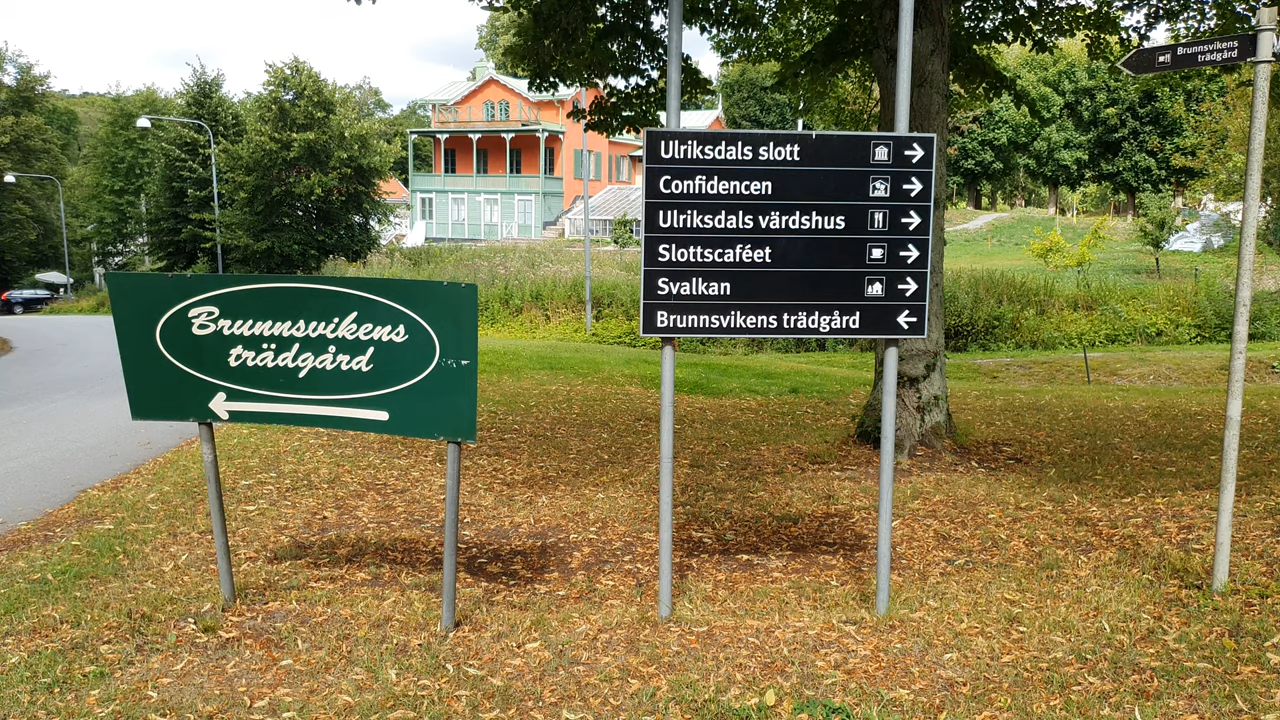 Brunnsvikens
trädgård
Ulriksdals slott
Confidencen
Ulriksdals värdshus
Slottscaféet
Svalkan
Brunnsvikens trädgård
Brunnsvikens
trädgård